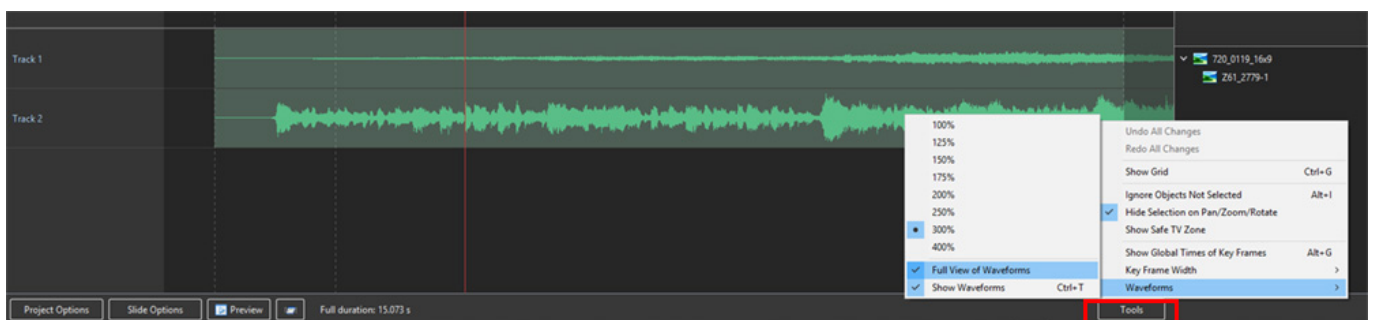 Track 1
Track 2
720_0119_16x9
Z61_2779-1
100%
125%
150%
175%
200%
250%
300%
400%
Full View of Waveforms
Show Waveforms Ctrl+T
Undo All Changes
Redo All Changes
Show Grid Ctrl+G
Ignore Objects Not Selected Alt+I
Hide Selection on Pan/Zoom/Rotate
Show Safe TV Zone
Show Global Times of Key Frames Alt+G
Key Frame Width
Waveforms
Project Options Slide Options Preview Full duration: 15.073 s Tools